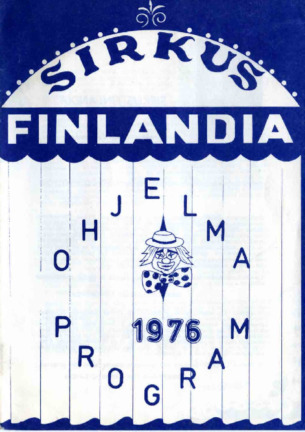 SIRKUS
FINLANDIA
OHJELMA
1976
PROGRAM